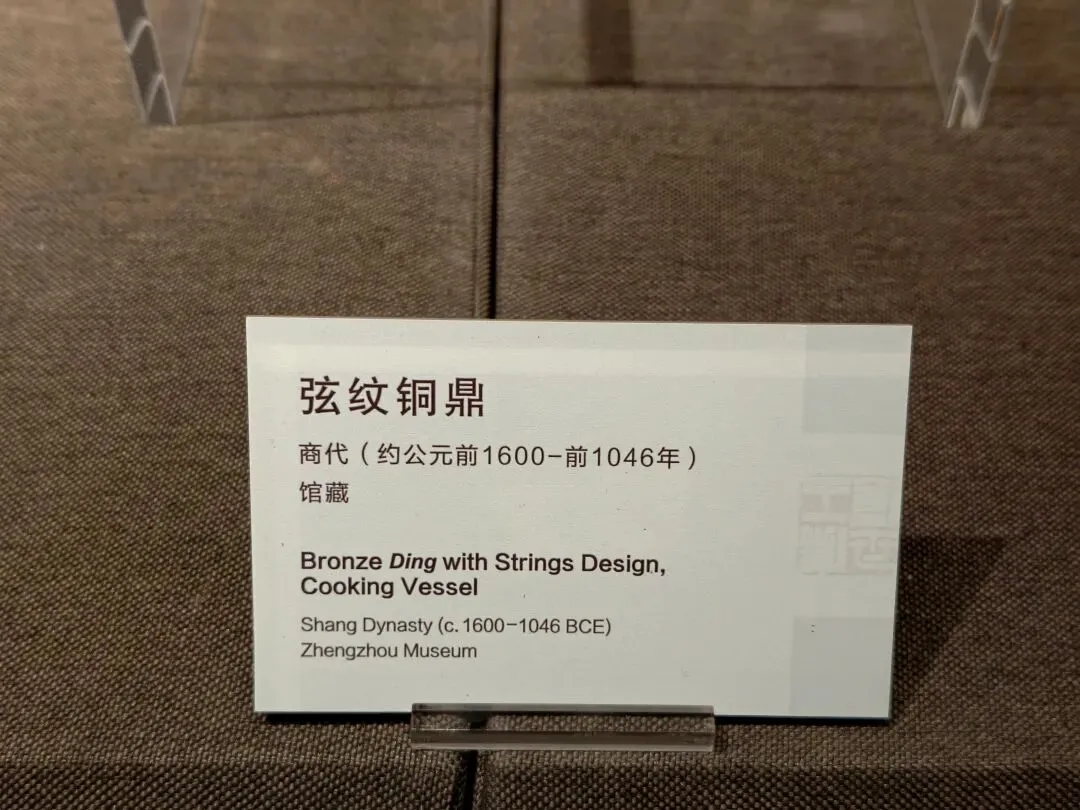 弦纹铜鼎
商代（约公元前1600-前1046年）
馆藏
Bronze Ding with Strings Design,
Cooking Vessel
Shang Dynasty (c. 1600-1046 BCE)
Zhengzhou Museum